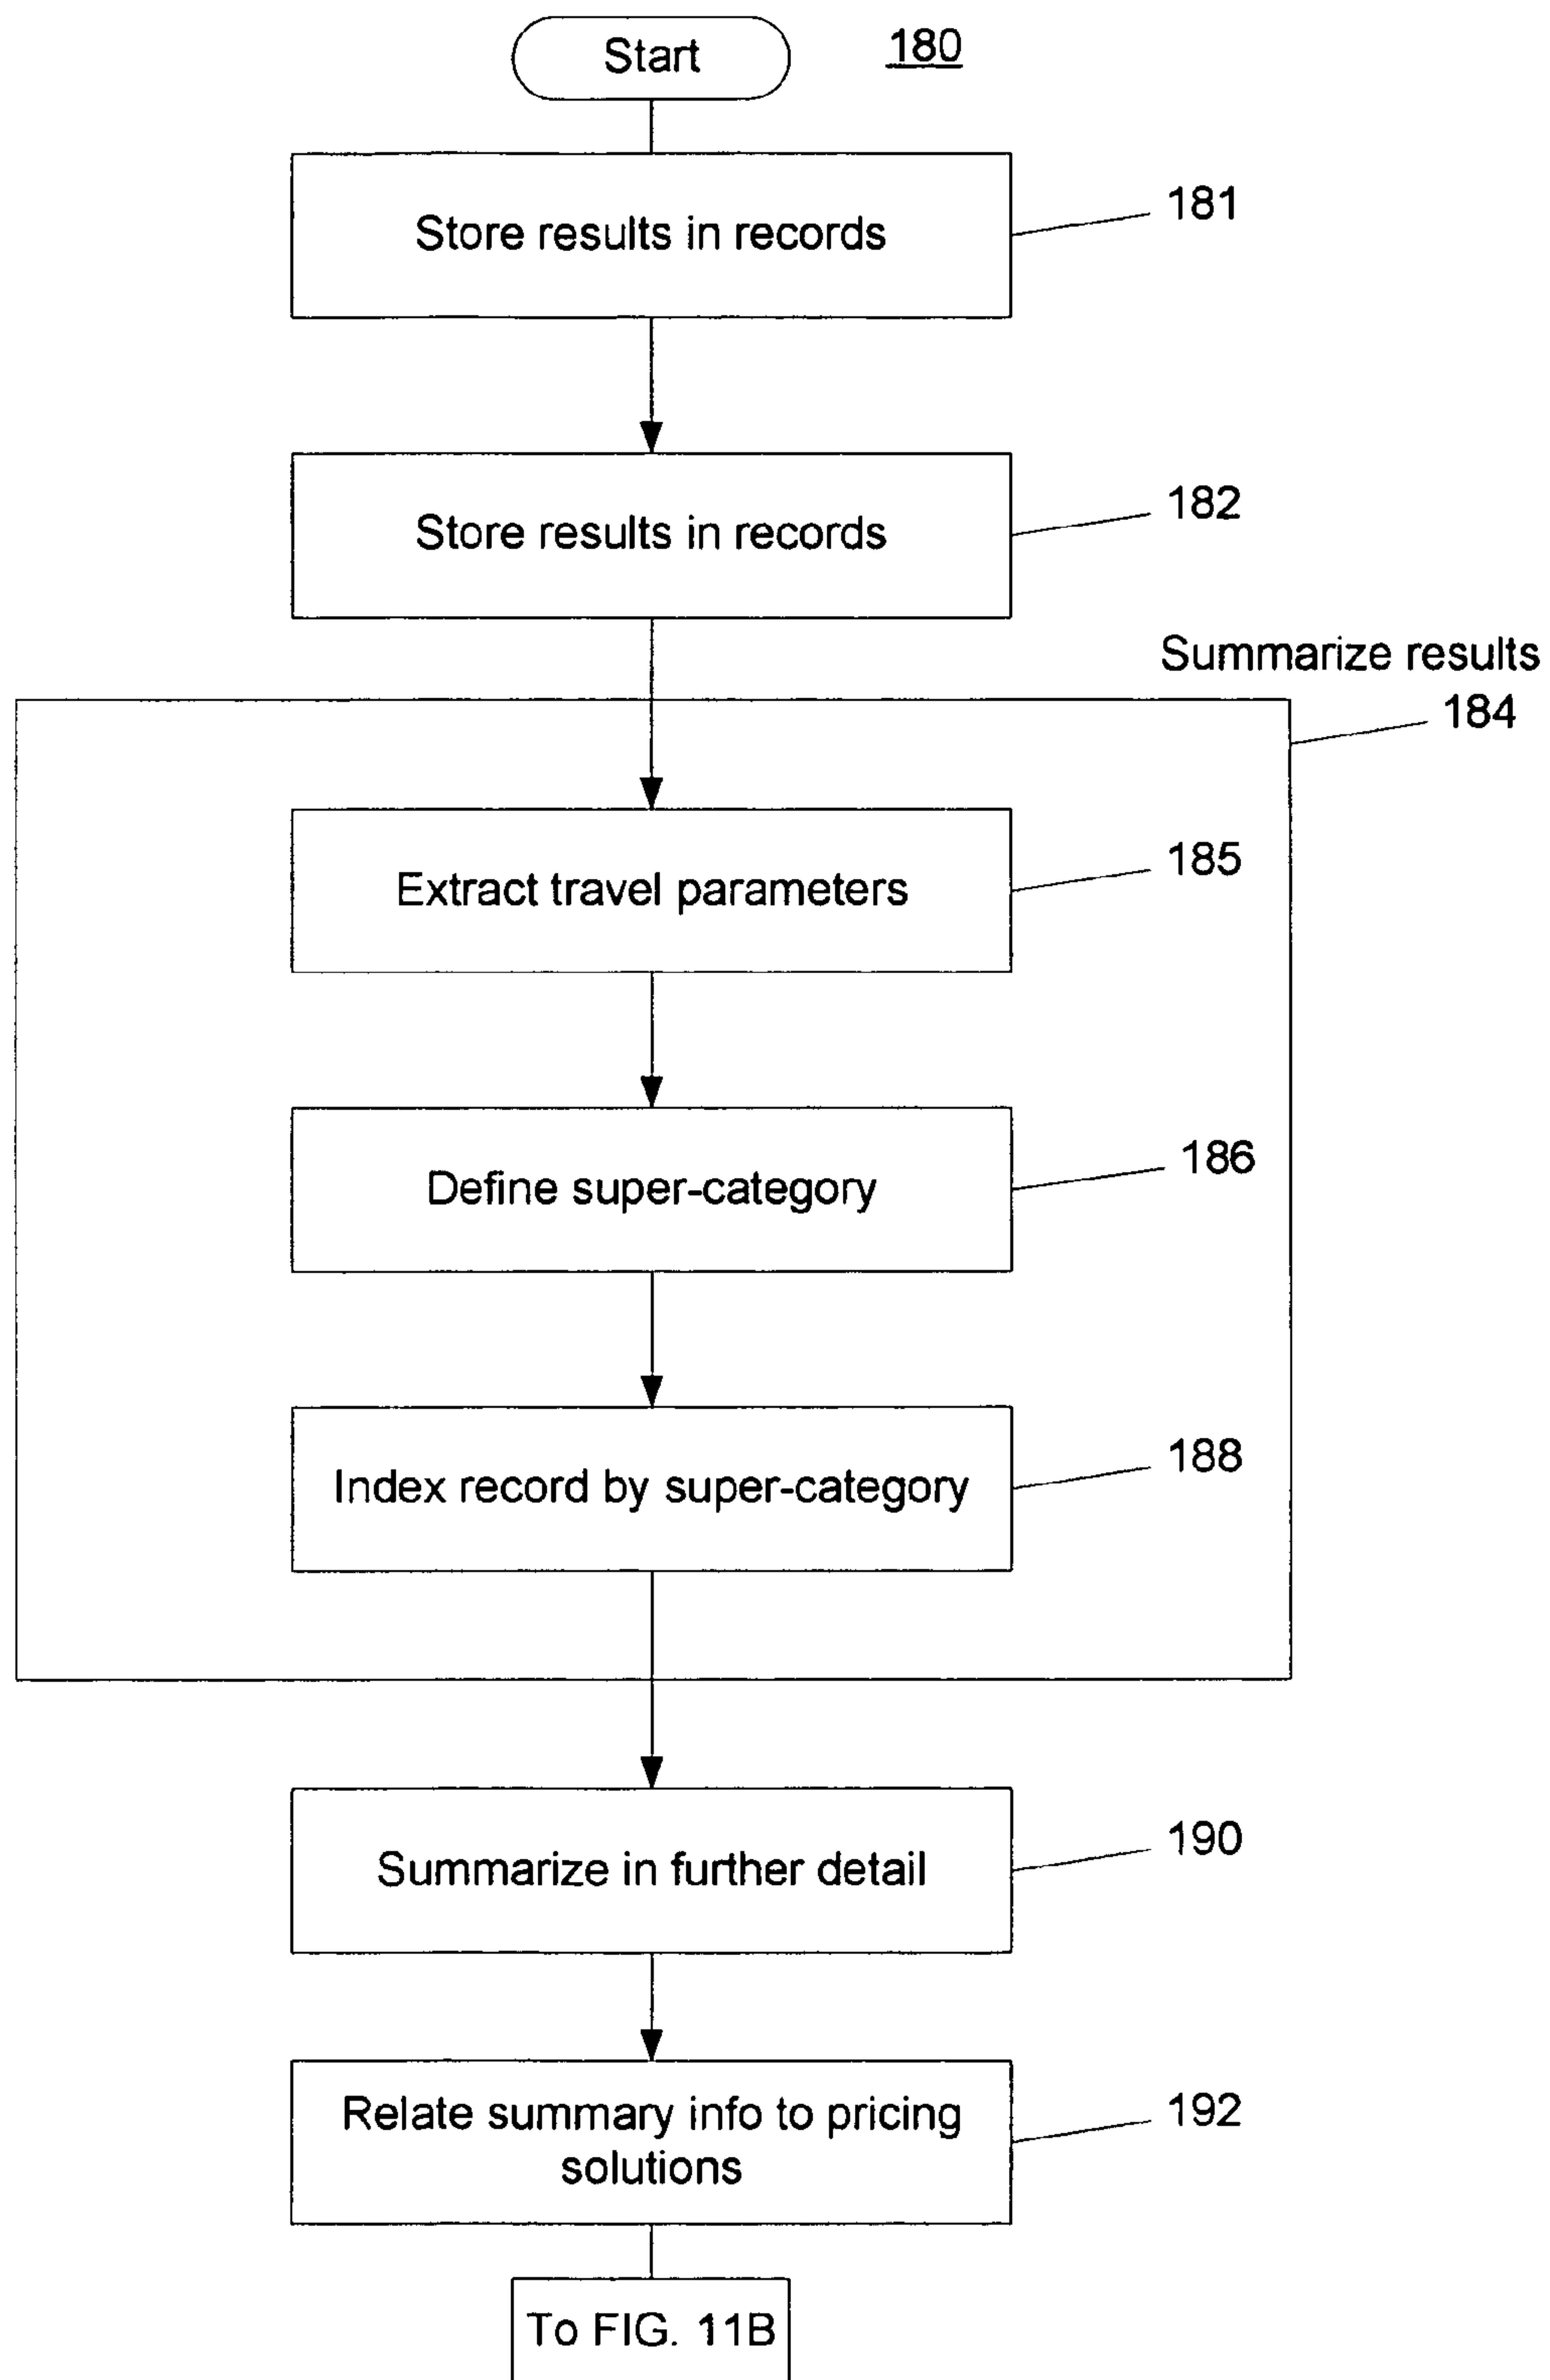 Start
180
Store results in records
181
Store results in records
182
Summarize results
184
Extract travel parameters
185
Define super-category
186
Index record by super-category
188
Summarize in further detail
190
Relate summary info to pricing
solutions
192
To FIG. 11B